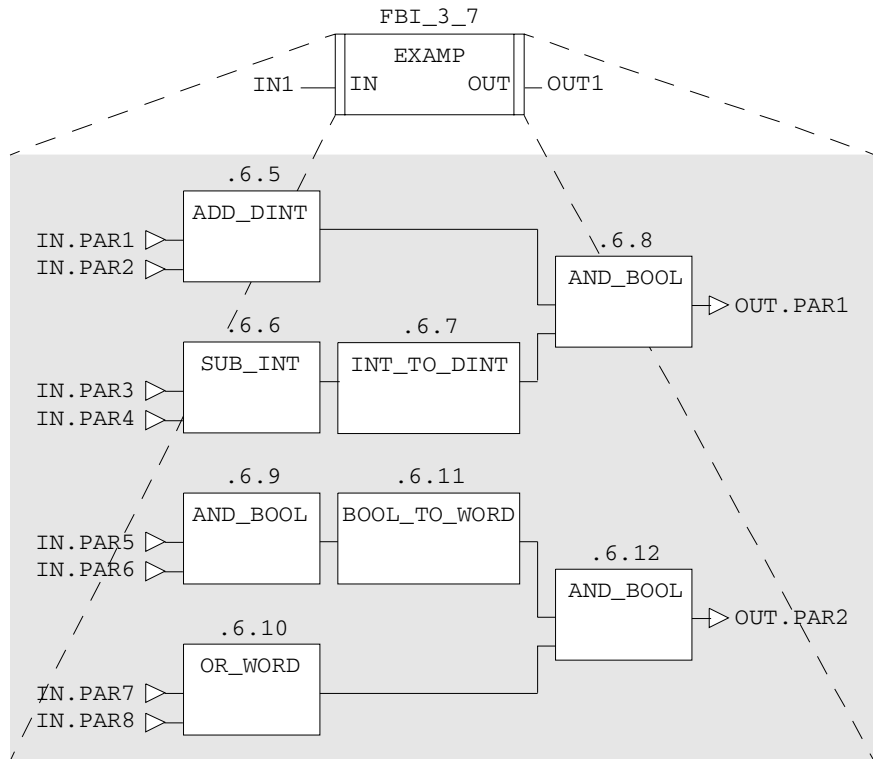 FBI_3_7
EXAMP
IN1 IN OUT OUT1
.6.5
ADD_DINT
IN.PAR1
IN.PAR2
.6.8
AND_BOOL
OUT.PAR1
.6.6 .6.7
SUB_INT INT_TO_DINT
IN.PAR3
IN.PAR4
.6.9 .6.11
AND_BOOL BOOL_TO_WORD
IN.PAR5
IN.PAR6
.6.12
AND_BOOL
OUT.PAR2
.6.10
OR_WORD
IN.PAR7
IN.PAR8